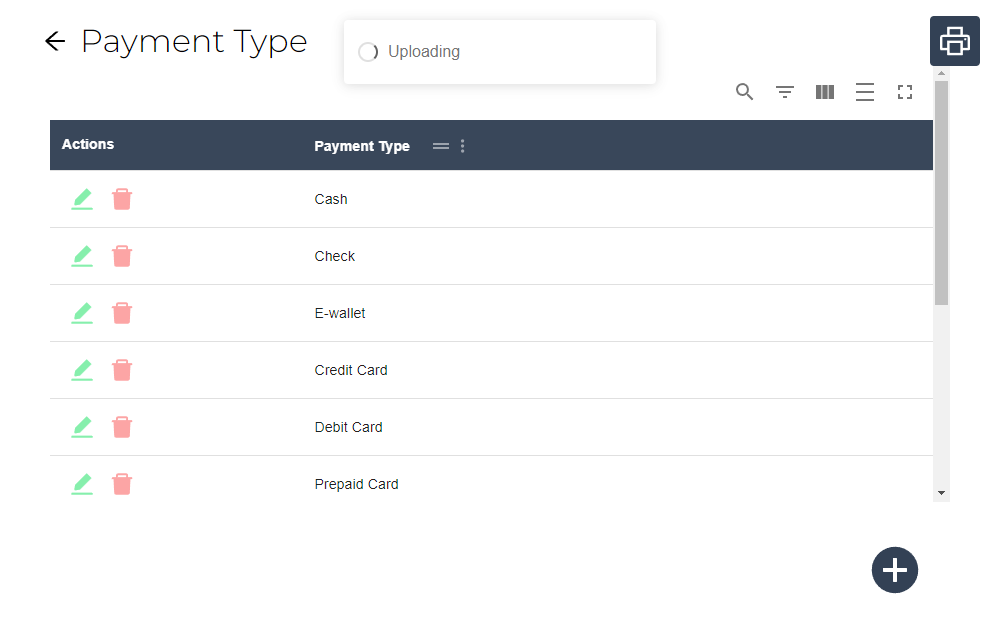 Payment Type
Uploading
Actions
Payment Type
Cash
Check
E-wallet
Credit Card
Debit Card
Prepaid Card